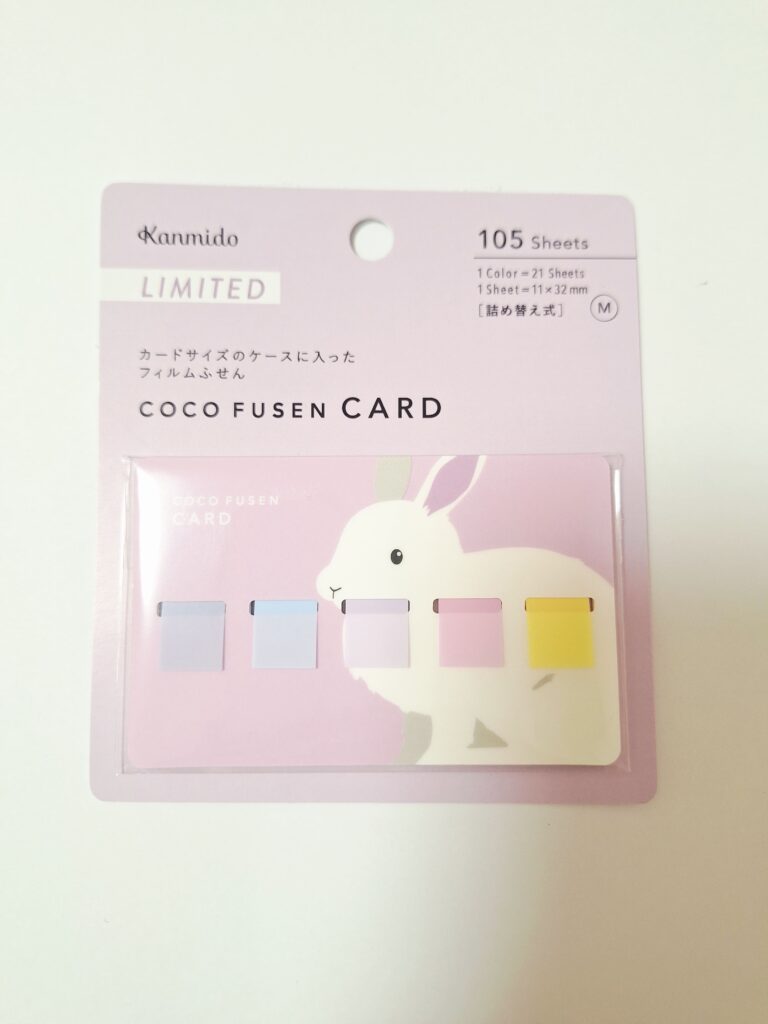 Kanmido
LIMITED
105 Sheets
1 Color = 21 Sheets
1 Sheet = 11×32mm
[詰め替え式] M
カードサイズのケースに入った
フィルムふせん
COCO FUSEN CARD
COCO FUSEN
CARD